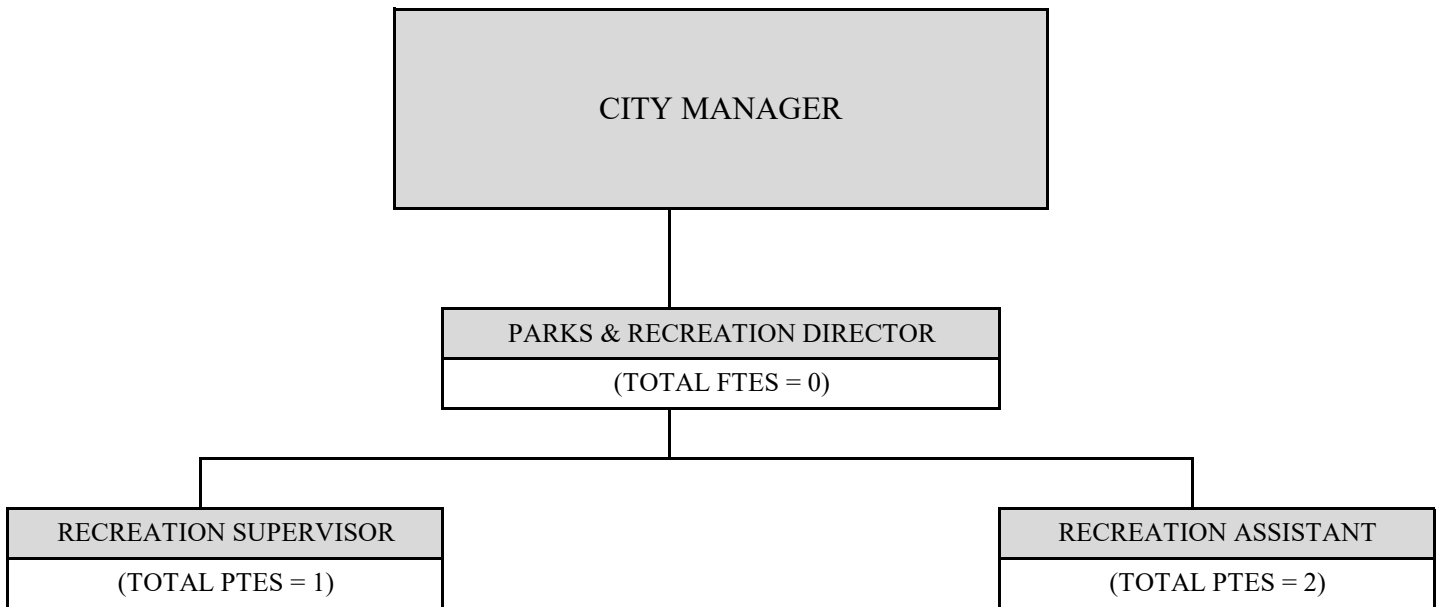 CITY MANAGER
PARKS & RECREATION DIRECTOR
(TOTAL FTES = 0)
RECREATION SUPERVISOR
(TOTAL PTES = 1)
RECREATION ASSISTANT
(TOTAL PTES = 2)